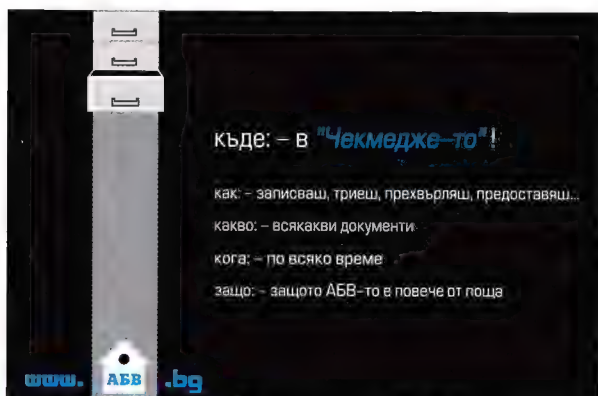 къде: – в "Чекмедже–то"!
как: – записваш, триеш, прехвърляш, предоставяш...
какво: – всякакви документи
кога: – по всяко време
защо: – защото АБВ–то е повече от поща
www. АБВ .bg